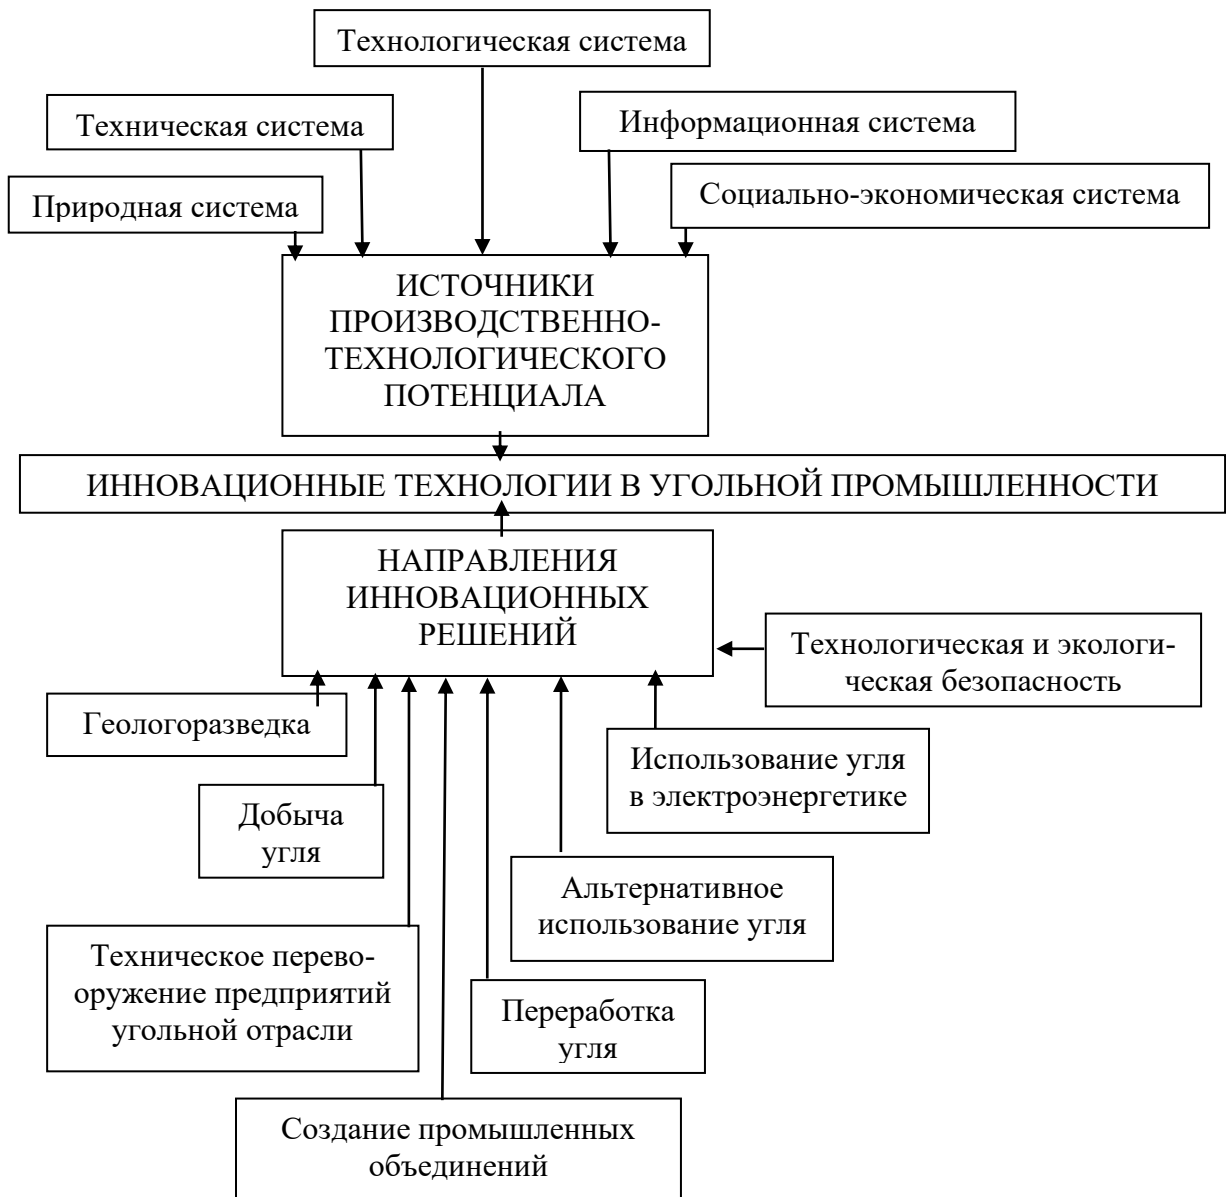 Технологическая система
Техническая система
Информационная система
Природная система
Социально-экономическая система
ИСТОЧНИКИ
ПРОИЗВОДСТВЕННО-
ТЕХНОЛОГИЧЕСКОГО
ПОТЕНЦИАЛА
ИННОВАЦИОННЫЕ ТЕХНОЛОГИИ В УГОЛЬНОЙ ПРОМЫШЛЕННОСТИ
НАПРАВЛЕНИЯ
ИННОВАЦИОННЫХ
РЕШЕНИЙ
Технологическая и экологи-
ческая безопасность
Геологоразведка
Использование угля
в электроэнергетике
Добыча
угля
Альтернативное
использование угля
Техническое перево-
оружение предприятий
угольной отрасли
Переработка
угля
Создание промышленных
объединений